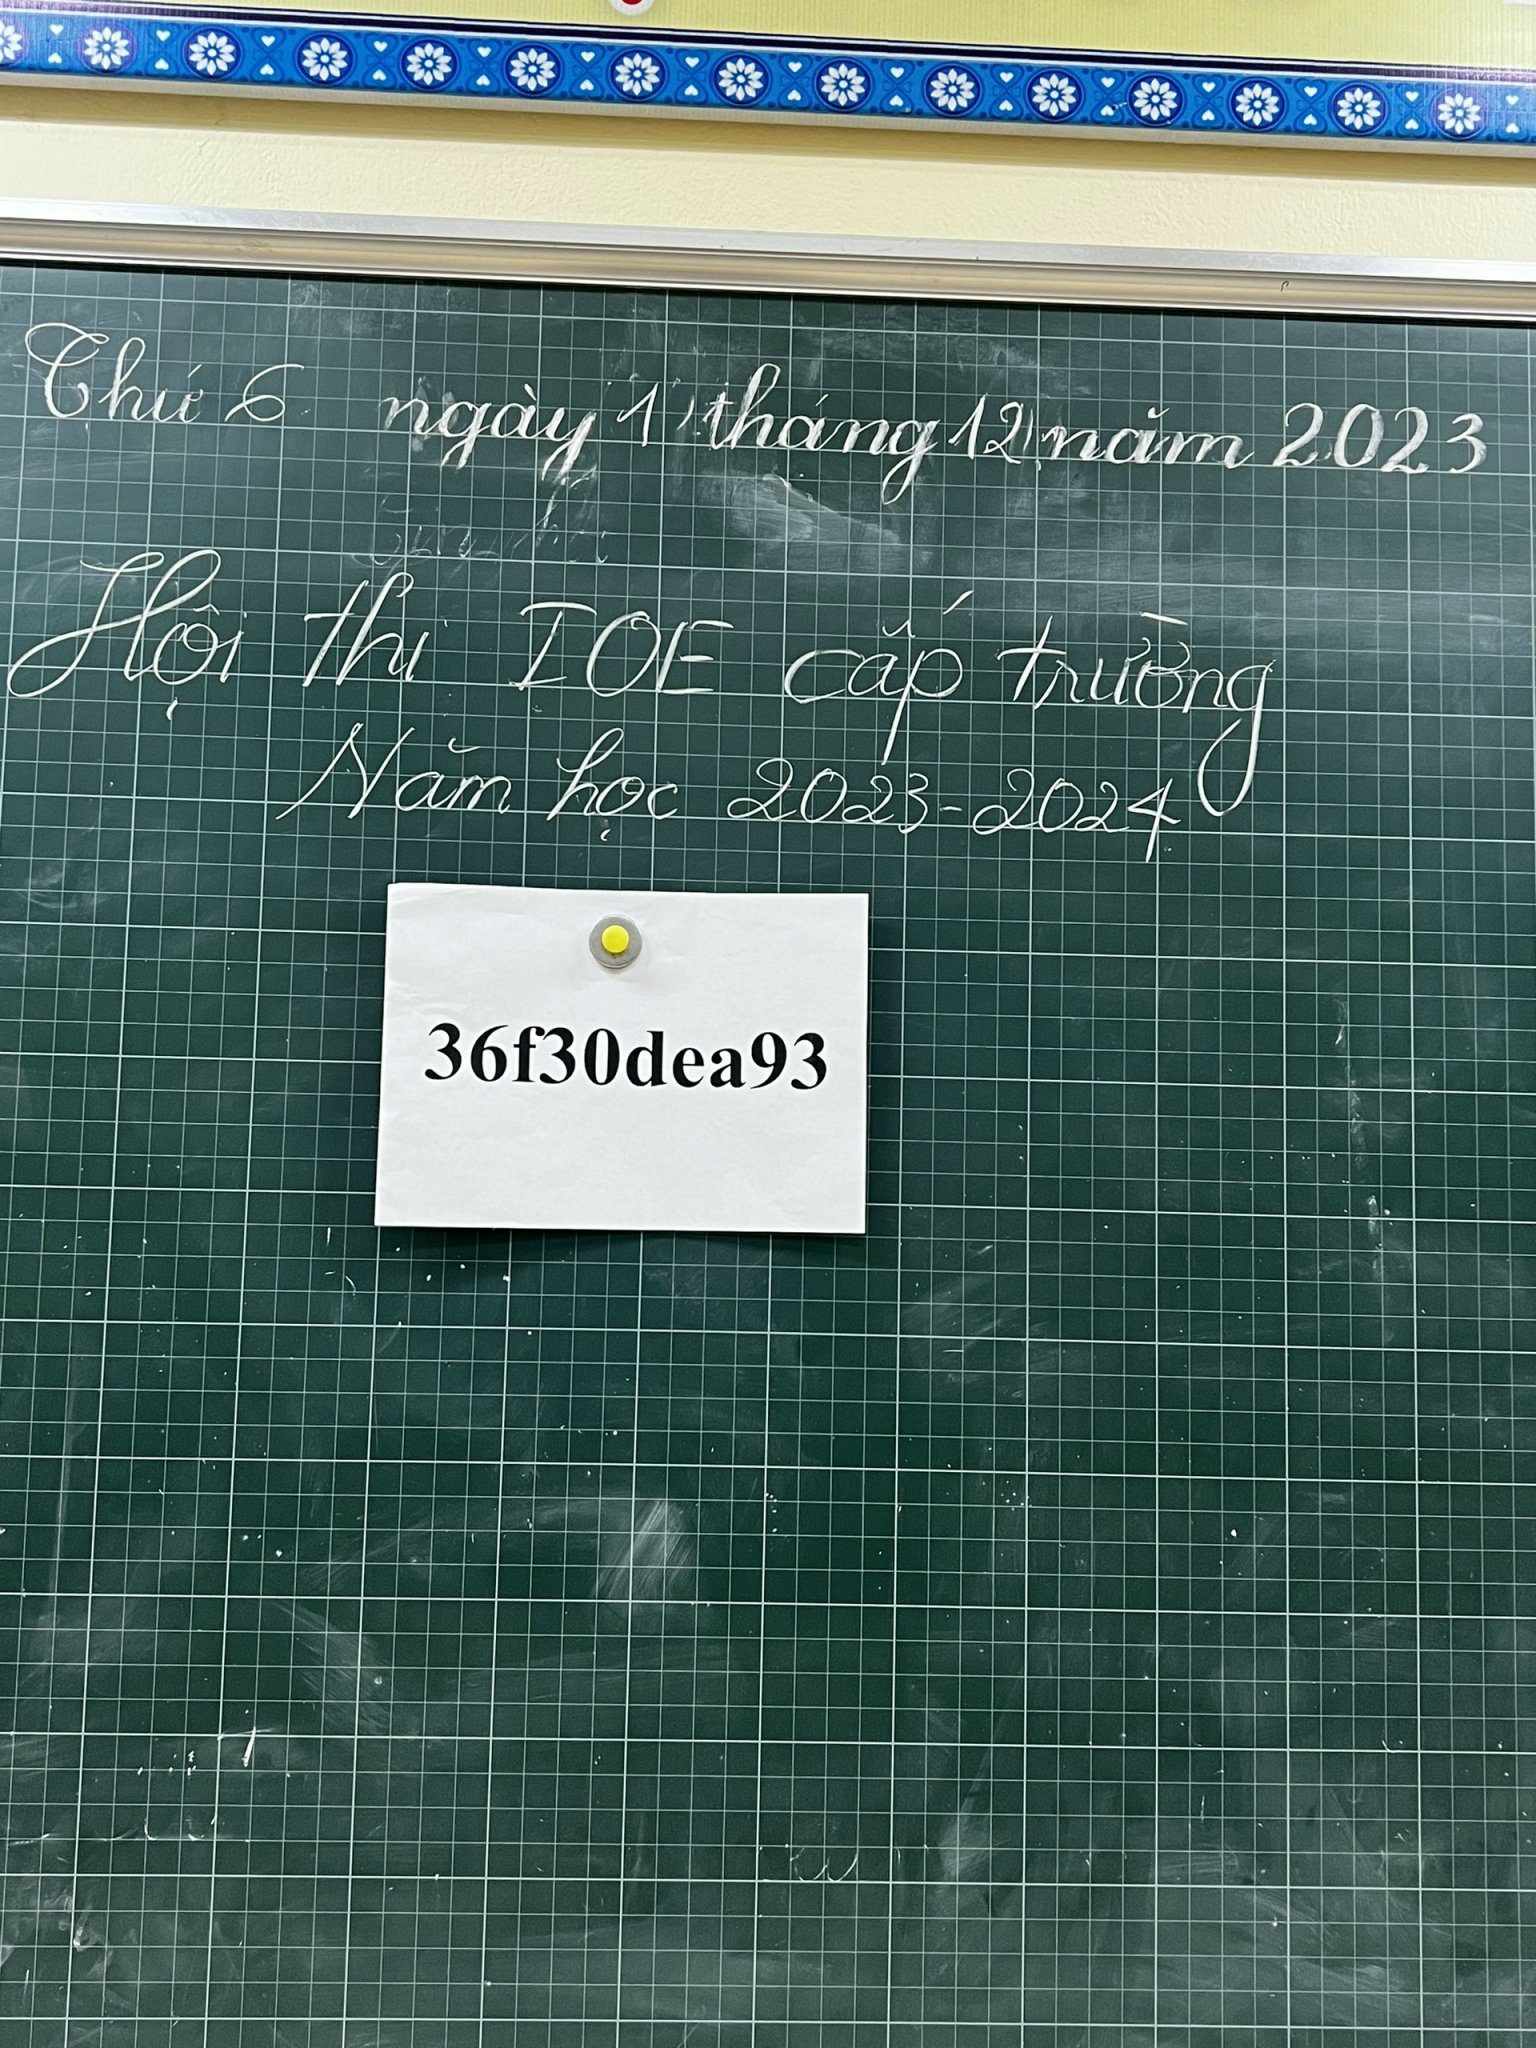 Thứ 6 ngày 1 tháng 12 năm 2023
Hội thi IOE cấp trường
Năm học 2023-2024
36f30dea93